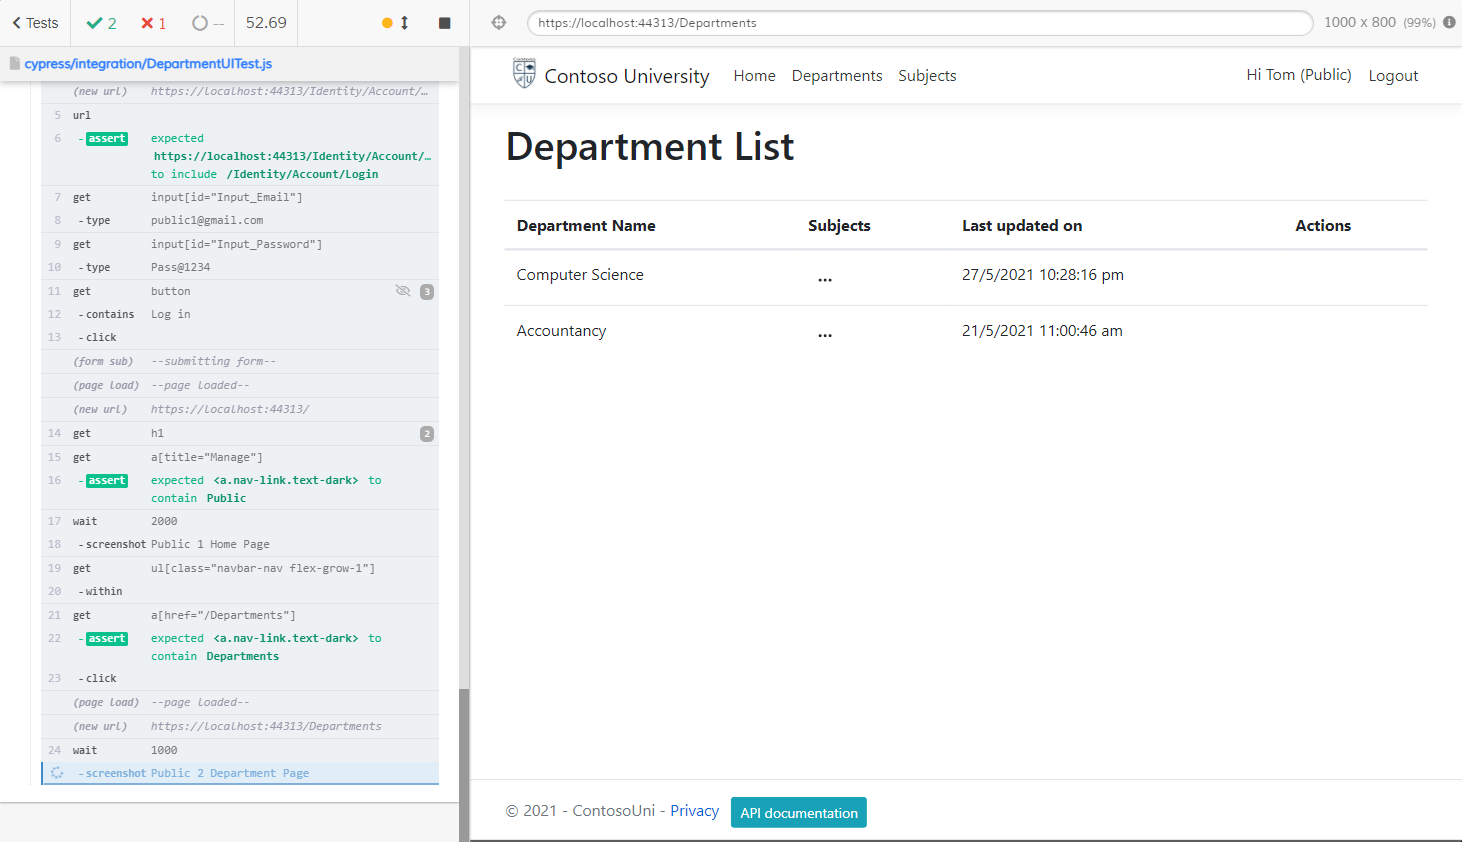 Tests
2
1
--
52.69
cypress/integration/DepartmentUITest.js
(new url) https://localhost:44313/Identity/Account/…
5 url
6 -assert expected
https://localhost:44313/Identity/Account/…
to include /Identity/Account/Login
7 get input[id="Input_Email"]
8 -type public1@gmail.com
9 get input[id="Input_Password"]
10 -type Pass@1234
11 get button 3
12 -contains Log in
13 -click
(form sub) --submitting form--
(page load) --page loaded--
(new url) https://localhost:44313/
14 get h1 2
15 get a[title="Manage"]
16 -assert expected <a.nav-link.text-dark> to
contain Public
17 wait 2000
18 -screenshot Public 1 Home Page
19 get ul[class="navbar-nav flex-grow-1"]
20 -within
21 get a[href="/Departments"]
22 -assert expected <a.nav-link.text-dark> to
contain Departments
23 -click
(page load) --page loaded--
(new url) https://localhost:44313/Departments
24 wait 1000
-screenshot Public 2 Department Page
https://localhost:44313/Departments
1000 x 800 (99%)
Contoso University Home Departments Subjects Hi Tom (Public) Logout
Department List
Department Name Subjects Last updated on Actions
Computer Science ... 27/5/2021 10:28:16 pm
Accountancy ... 21/5/2021 11:00:46 am
© 2021 - ContosoUni - Privacy API documentation